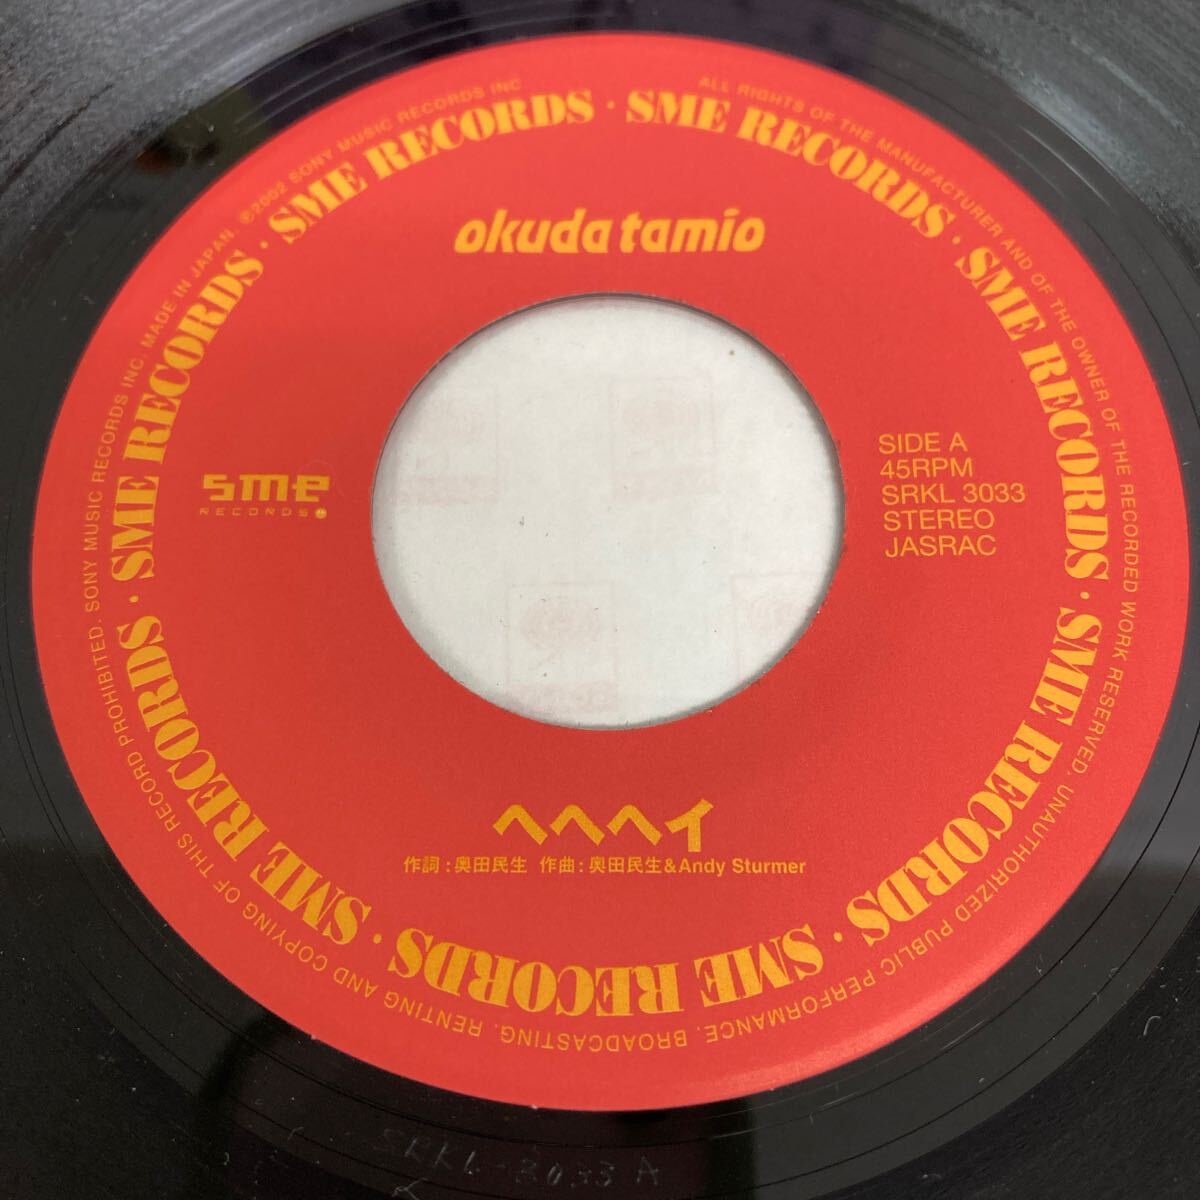 okuda tamio
sme
RECORDS
SIDE A
45RPM
SRKL 3033
STEREO
JASRAC
ヘヘヘイ
作詞：奥田民生 作曲：奥田民生&Andy Sturmer
SME RECORDS · SME RECORDS · SME RECORDS · SME RECORDS · SME RECORDS · SME RECORDS · SME RECORDS · SME RECORDS ·
ALL RIGHTS OF THE MANUFACTURER AND OF THE OWNER OF THE RECORDED WORK RESERVED. UNAUTHORIZED PUBLIC PERFORMANCE. BROADCASTING. RENTING AND COPYING OF THIS RECORD PROHIBITED. SONY MUSIC RECORDS INC. MADE IN JAPAN. ℗2002 SONY MUSIC RECORDS INC
SRKL-3033 A